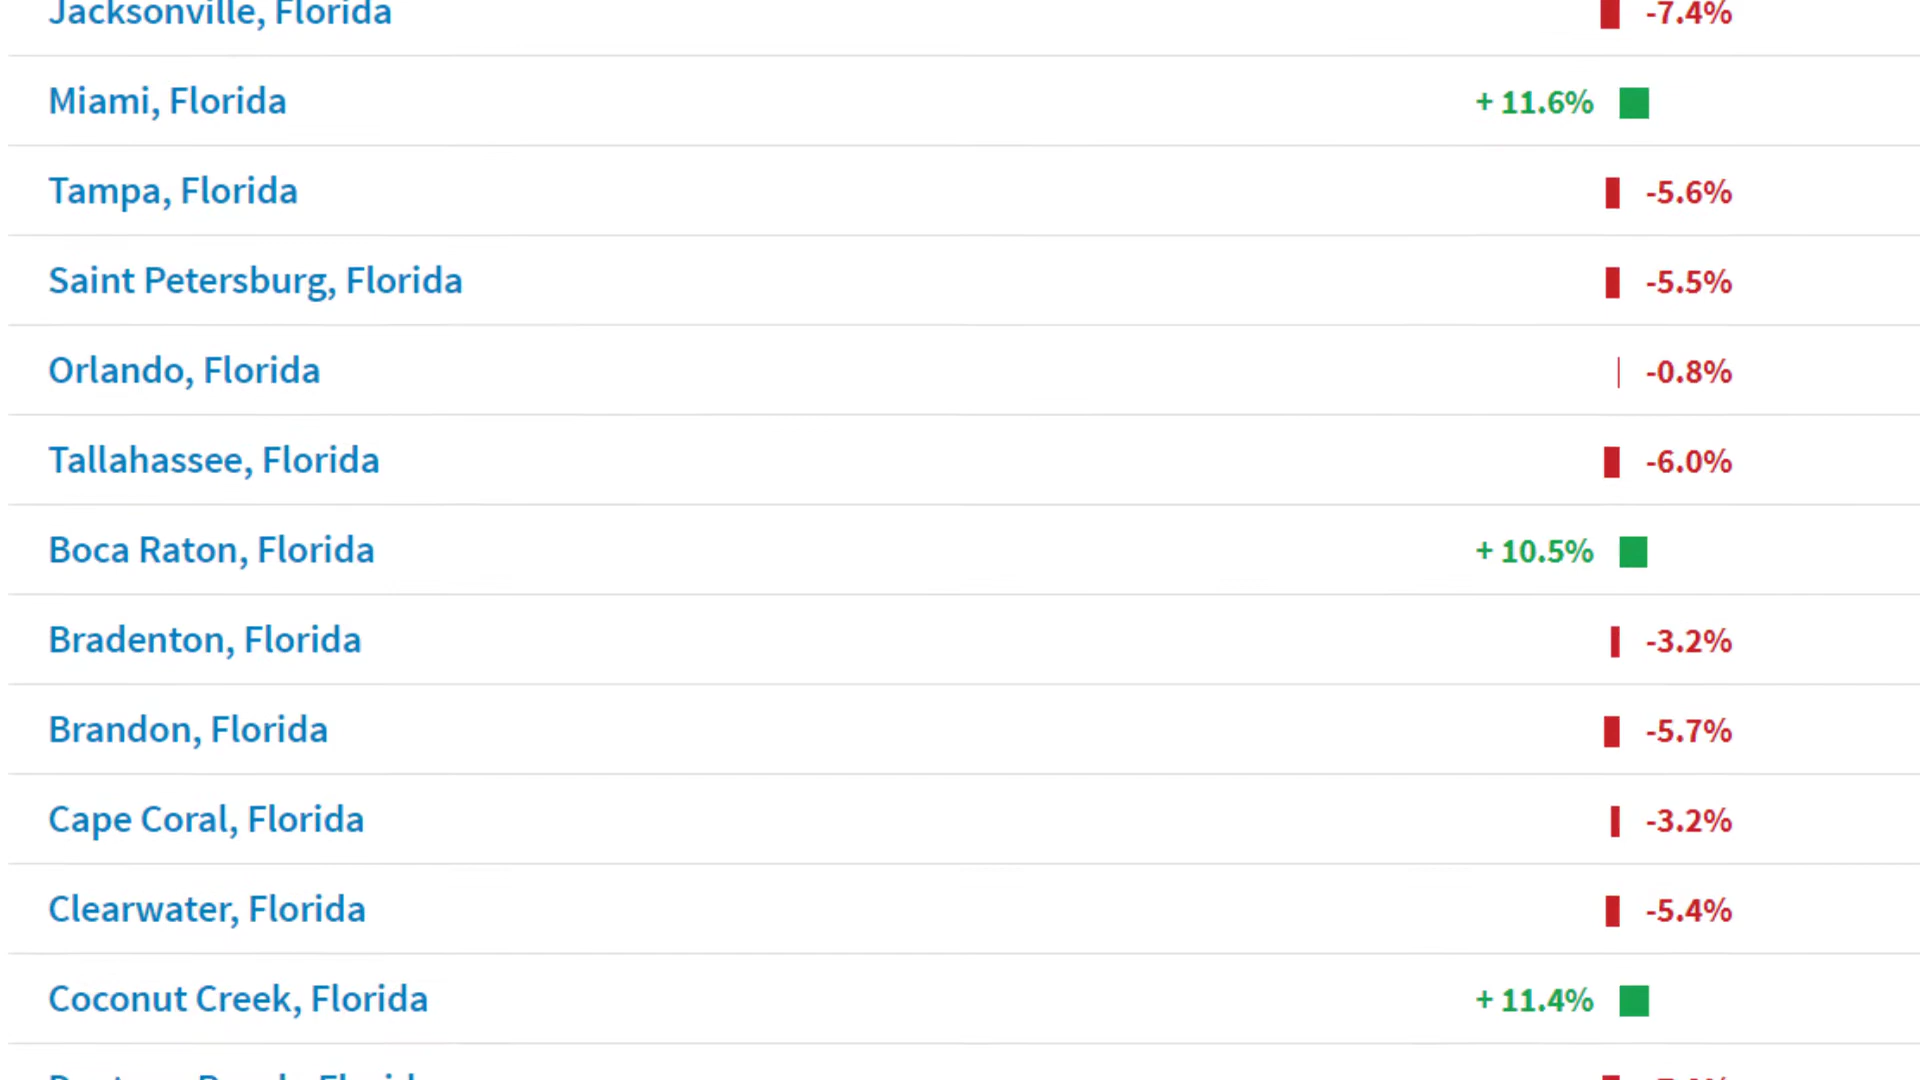 Jacksonville, Florida -7.4%
Miami, Florida + 11.6%
Tampa, Florida -5.6%
Saint Petersburg, Florida -5.5%
Orlando, Florida -0.8%
Tallahassee, Florida -6.0%
Boca Raton, Florida + 10.5%
Bradenton, Florida -3.2%
Brandon, Florida -5.7%
Cape Coral, Florida -3.2%
Clearwater, Florida -5.4%
Coconut Creek, Florida + 11.4%